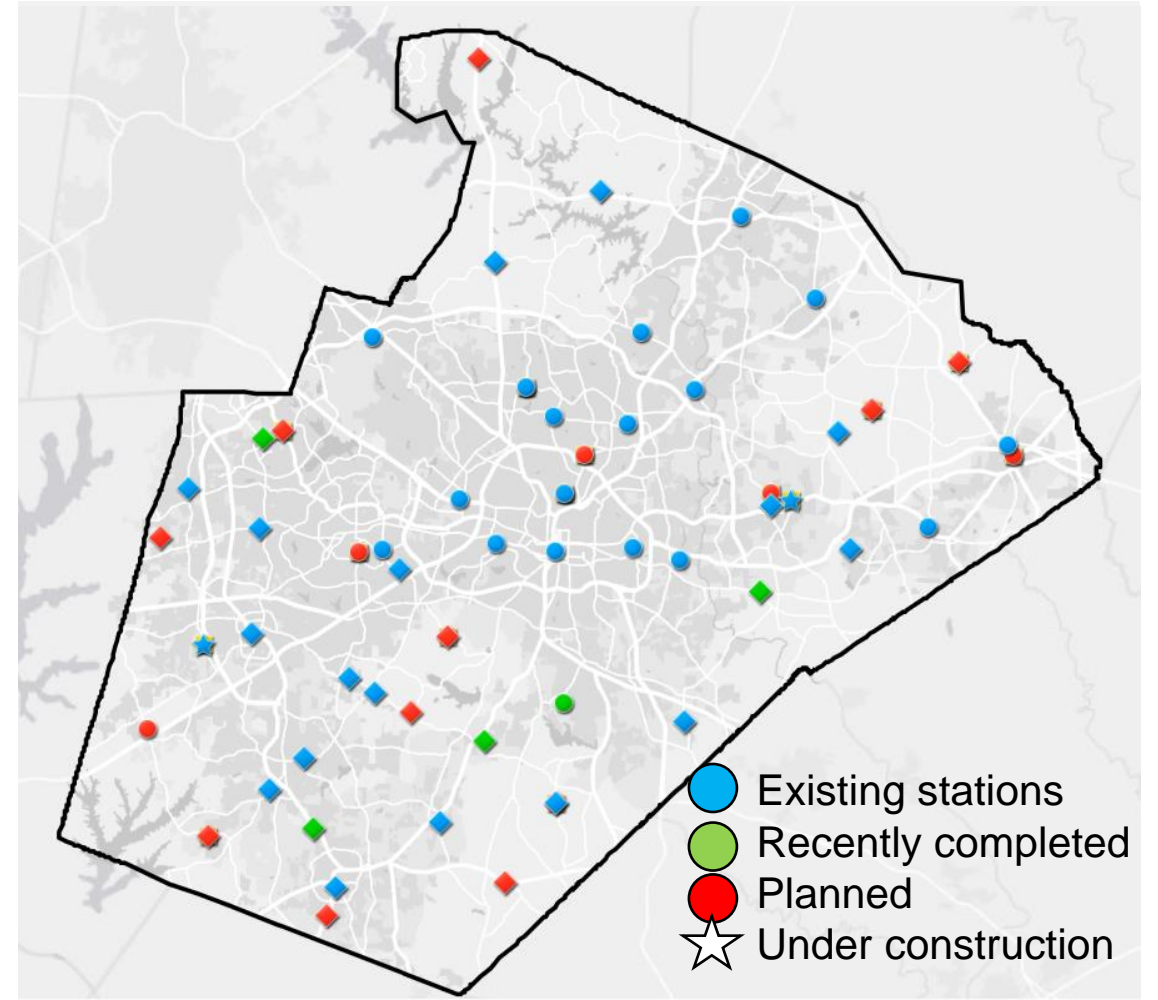 Existing stations
Recently completed
Planned
Under construction